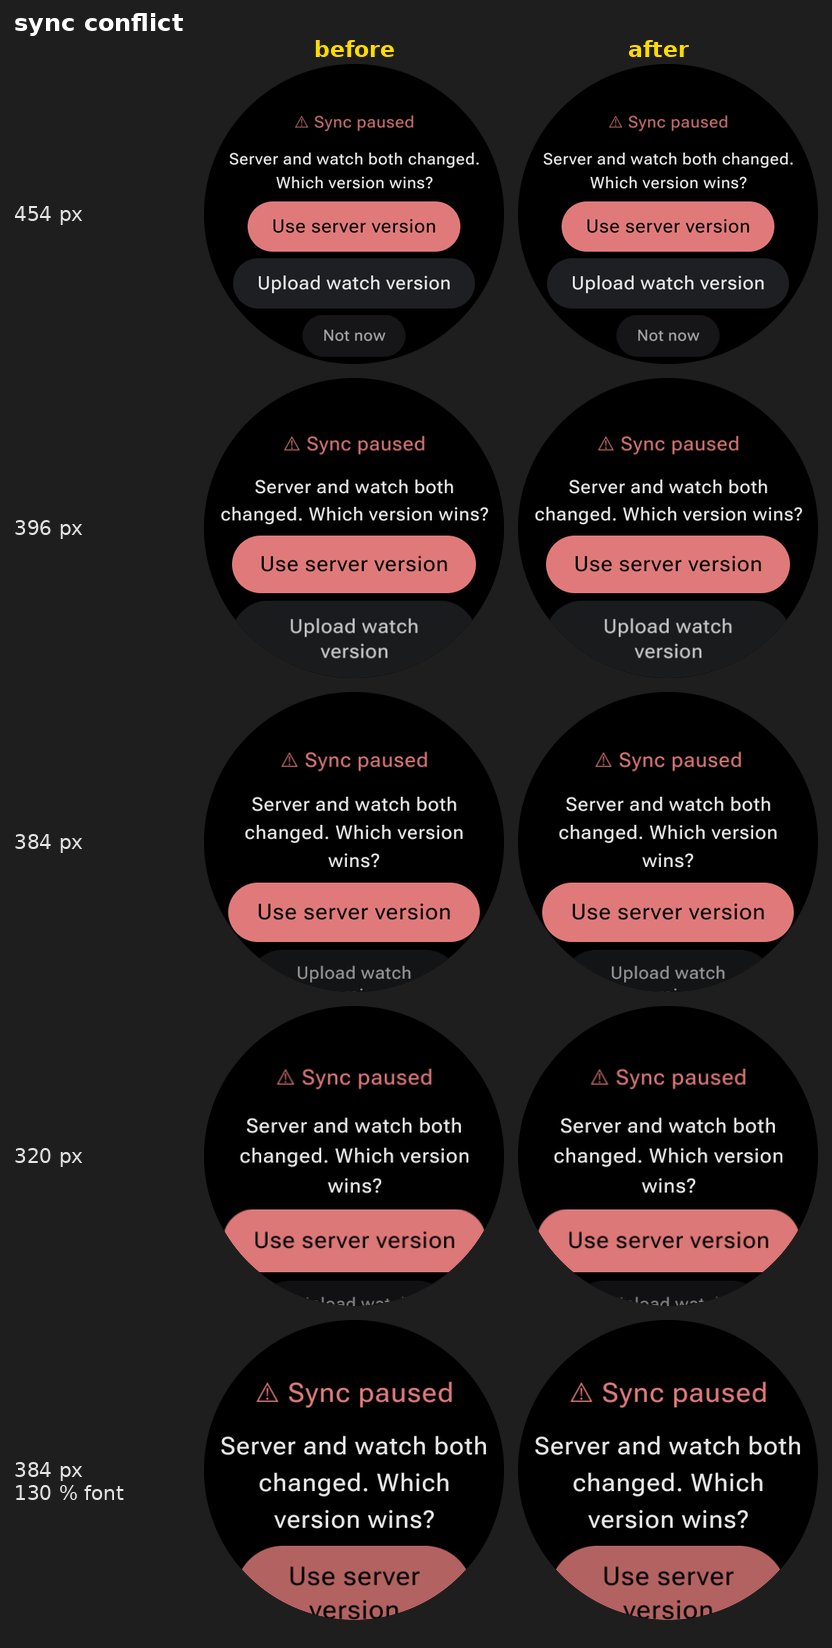 sync conflict
before after
454 px
⚠ Sync paused
Server and watch both changed.
Which version wins?
Use server version
Upload watch version
Not now
⚠ Sync paused
Server and watch both changed.
Which version wins?
Use server version
Upload watch version
Not now
396 px
⚠ Sync paused
Server and watch both
changed. Which version wins?
Use server version
Upload watch
version
⚠ Sync paused
Server and watch both
changed. Which version wins?
Use server version
Upload watch
version
384 px
⚠ Sync paused
Server and watch both
changed. Which version
wins?
Use server version
Upload watch
⚠ Sync paused
Server and watch both
changed. Which version
wins?
Use server version
Upload watch
320 px
⚠ Sync paused
Server and watch both
changed. Which version
wins?
Use server version
⚠ Sync paused
Server and watch both
changed. Which version
wins?
Use server version
384 px
130 % font
⚠ Sync paused
Server and watch both
changed. Which
version wins?
Use server
version
⚠ Sync paused
Server and watch both
changed. Which
version wins?
Use server
version